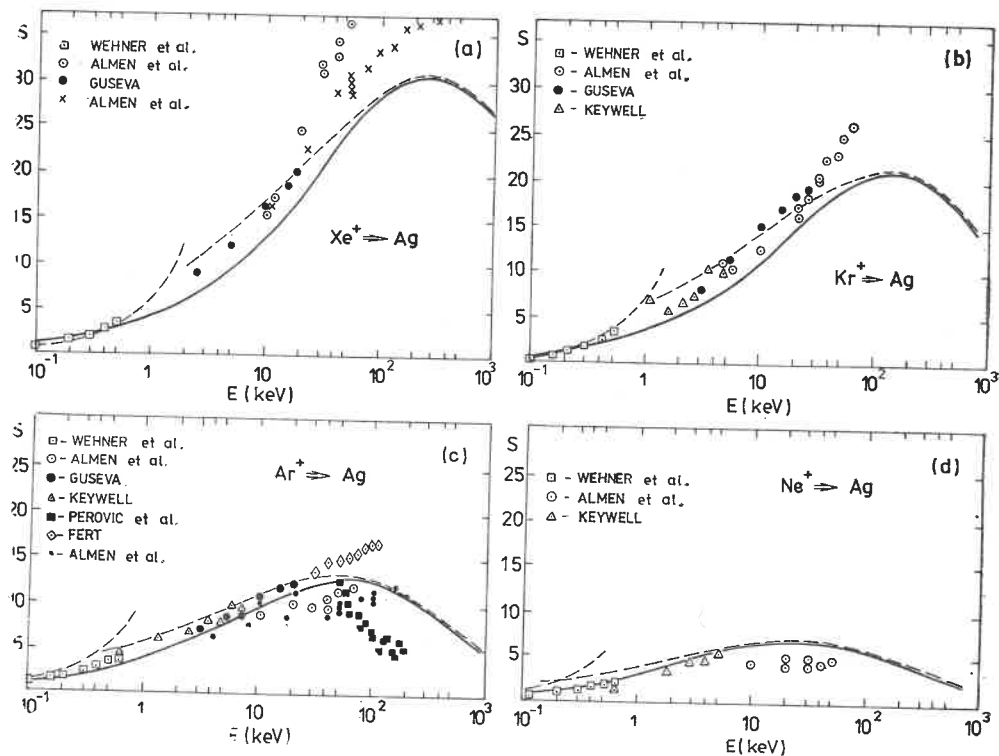 S
(a)
⊡ WEHNER et al.
⊙ ALMEN et al.
● GUSEVA
× ALMEN et al.
30
25
20
15
10
5
Xe⁺ ⇒ Ag
10⁻¹ 1 10 10² 10³
E (keV)
S
(b)
⊡ - WEHNER et al.
⊙ - ALMEN et al.
● - GUSEVA
△ - KEYWELL
30
25
20
15
10
5
Kr⁺ ⇒ Ag
10⁻¹ 1 10 10² 10³
E (keV)
S
(c)
⊡ - WEHNER et al.
⊙ - ALMEN et al.
● - GUSEVA
△ - KEYWELL
■ - PEROVIC et al.
◇ - FERT
• - ALMEN et al.
Ar⁺ ⇒ Ag
25
20
15
10
5
10⁻¹ 1 10 10² 10³
E (keV)
S
(d)
⊡ - WEHNER et al.
⊙ - ALMEN et al.
△ - KEYWELL
Ne⁺ ⇒ Ag
25
20
15
10
5
10⁻¹ 1 10 10² 10³
E (keV)